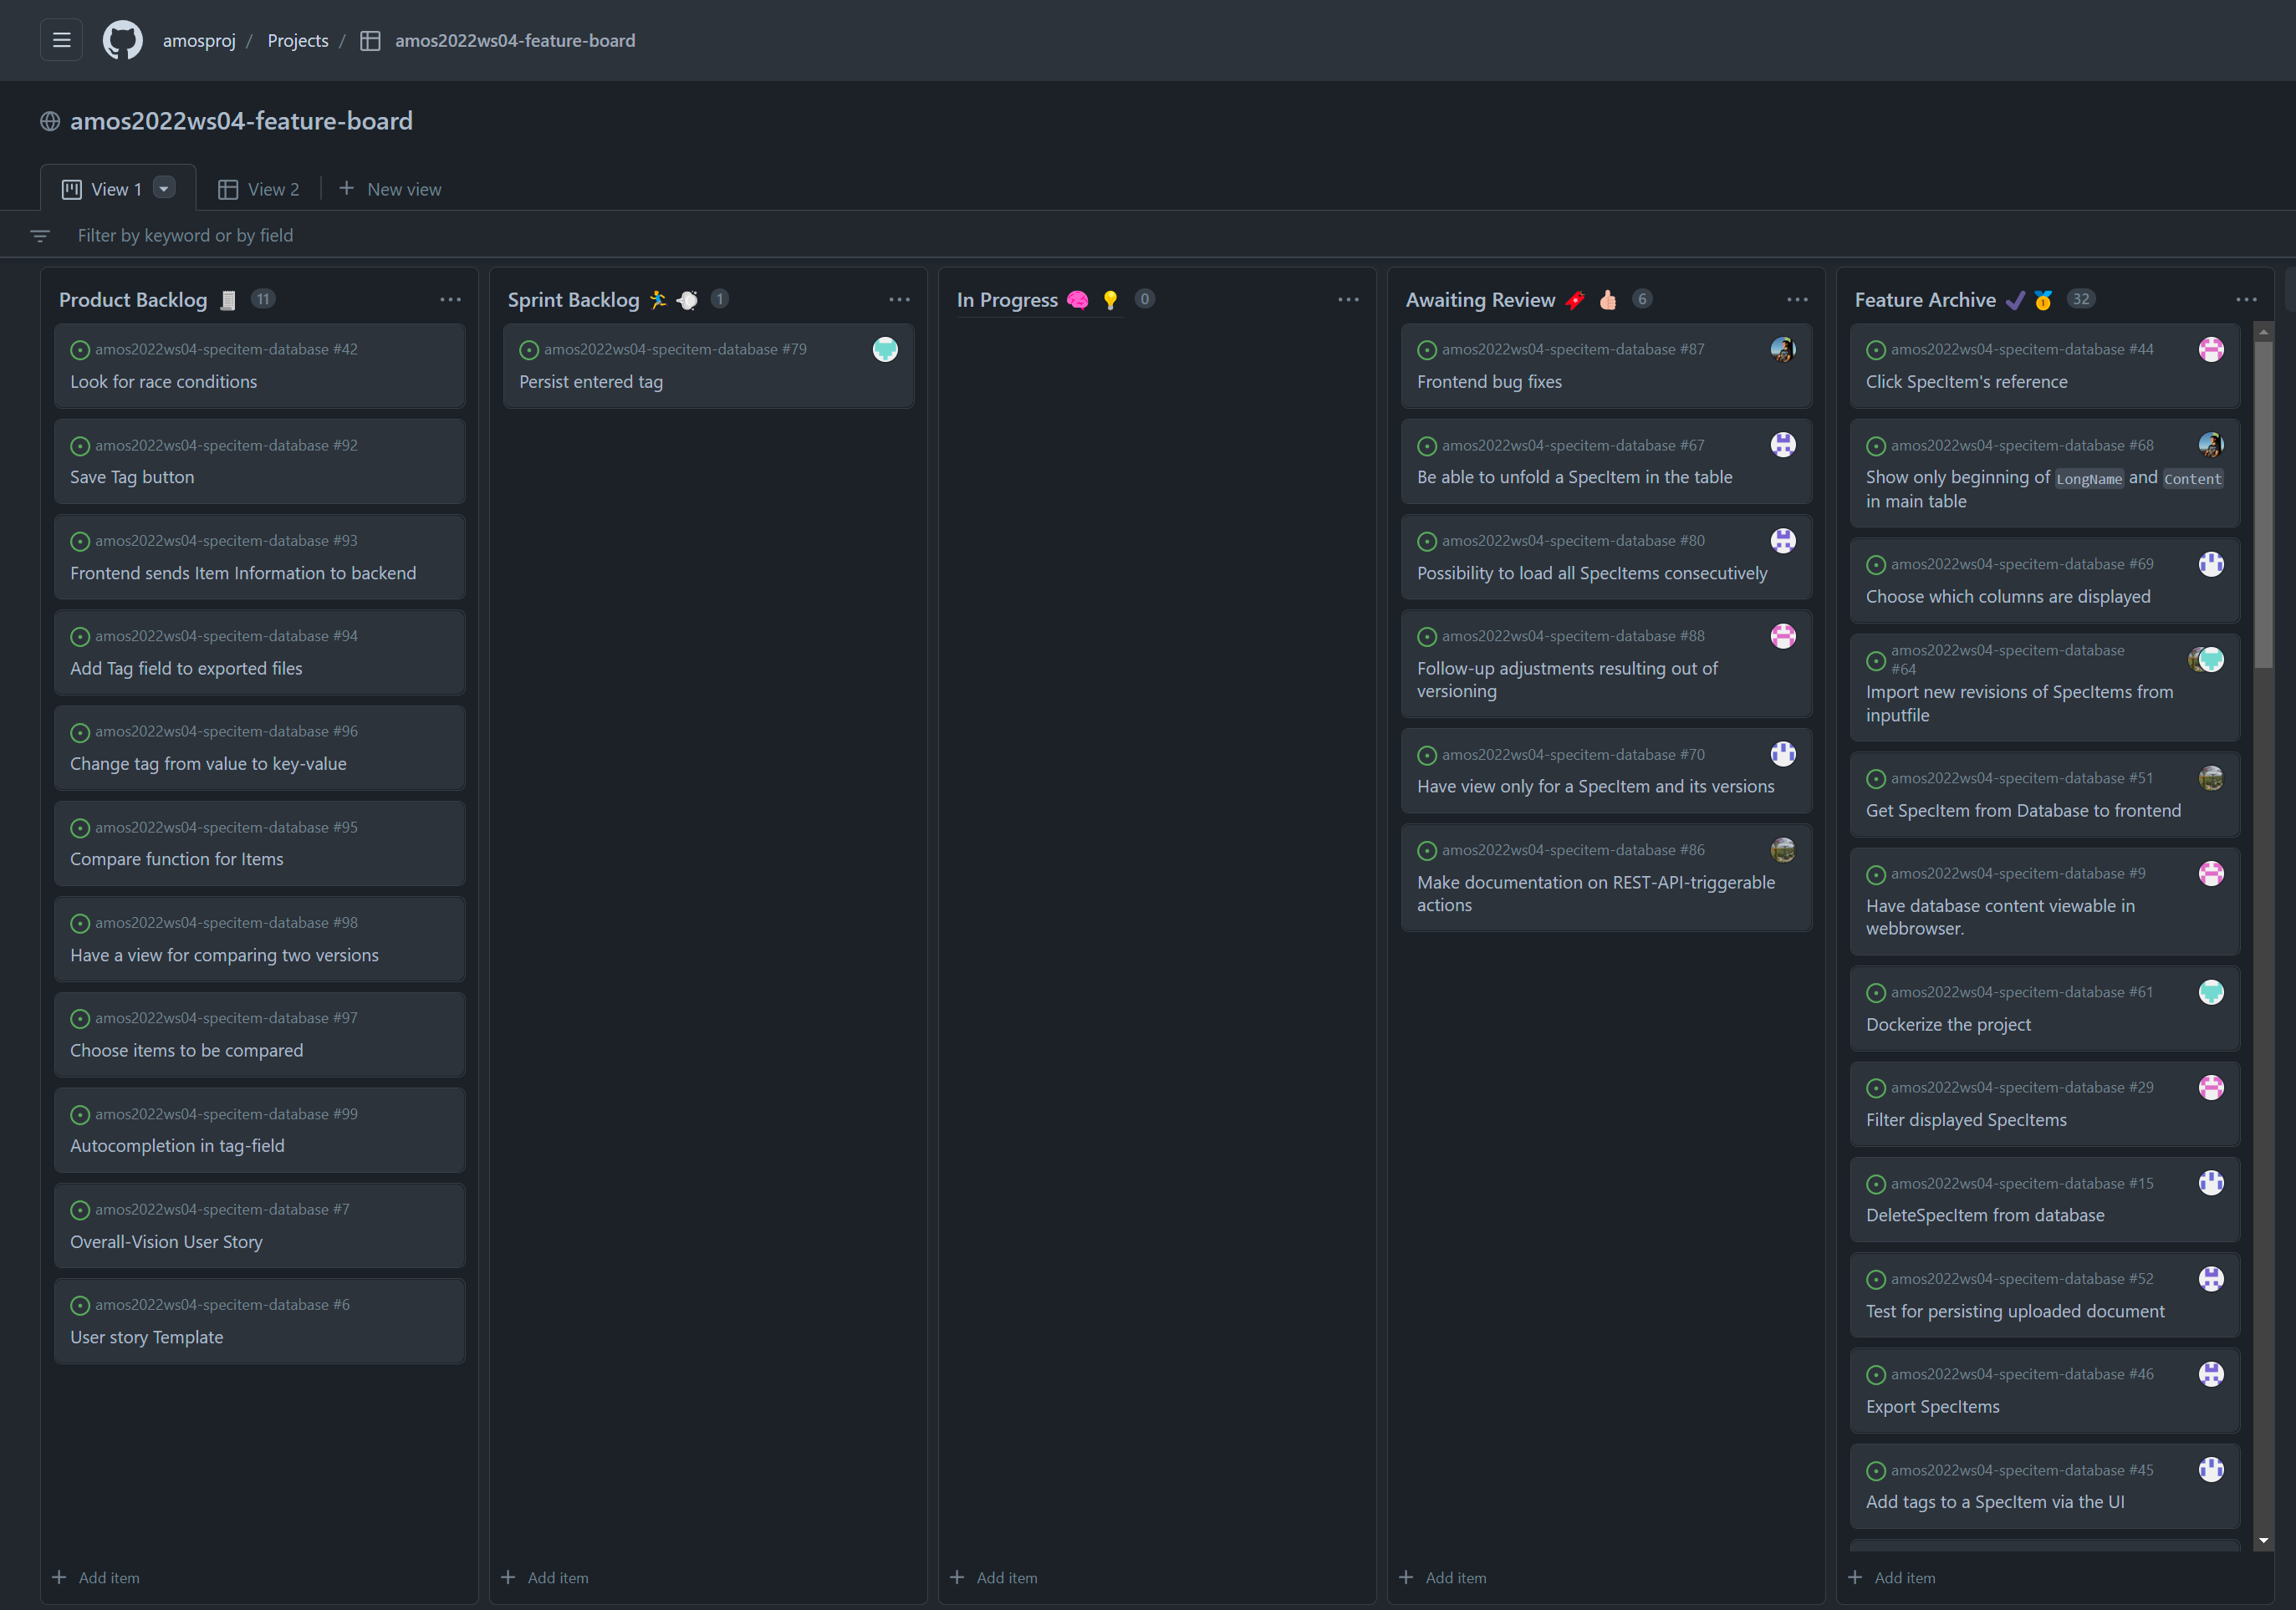 amosproj / Projects / amos2022ws04-feature-board
amos2022ws04-feature-board
View 1
View 2
New view
Filter by keyword or by field
Product Backlog 11
amos2022ws04-specitem-database #42
Look for race conditions
amos2022ws04-specitem-database #92
Save Tag button
amos2022ws04-specitem-database #93
Frontend sends Item Information to backend
amos2022ws04-specitem-database #94
Add Tag field to exported files
amos2022ws04-specitem-database #96
Change tag from value to key-value
amos2022ws04-specitem-database #95
Compare function for Items
amos2022ws04-specitem-database #98
Have a view for comparing two versions
amos2022ws04-specitem-database #97
Choose items to be compared
amos2022ws04-specitem-database #99
Autocompletion in tag-field
amos2022ws04-specitem-database #7
Overall-Vision User Story
amos2022ws04-specitem-database #6
User story Template
Add item
Sprint Backlog 1
amos2022ws04-specitem-database #79
Persist entered tag
Add item
In Progress 0
Add item
Awaiting Review 6
amos2022ws04-specitem-database #87
Frontend bug fixes
amos2022ws04-specitem-database #67
Be able to unfold a SpecItem in the table
amos2022ws04-specitem-database #80
Possibility to load all SpecItems consecutively
amos2022ws04-specitem-database #88
Follow-up adjustments resulting out of
versioning
amos2022ws04-specitem-database #70
Have view only for a SpecItem and its versions
amos2022ws04-specitem-database #86
Make documentation on REST-API-triggerable
actions
Add item
Feature Archive 32
amos2022ws04-specitem-database #44
Click SpecItem's reference
amos2022ws04-specitem-database #68
Show only beginning of LongName and Content
in main table
amos2022ws04-specitem-database #69
Choose which columns are displayed
amos2022ws04-specitem-database
#64
Import new revisions of SpecItems from
inputfile
amos2022ws04-specitem-database #51
Get SpecItem from Database to frontend
amos2022ws04-specitem-database #9
Have database content viewable in
webbrowser.
amos2022ws04-specitem-database #61
Dockerize the project
amos2022ws04-specitem-database #29
Filter displayed SpecItems
amos2022ws04-specitem-database #15
DeleteSpecItem from database
amos2022ws04-specitem-database #52
Test for persisting uploaded document
amos2022ws04-specitem-database #46
Export SpecItems
amos2022ws04-specitem-database #45
Add tags to a SpecItem via the UI
Add item